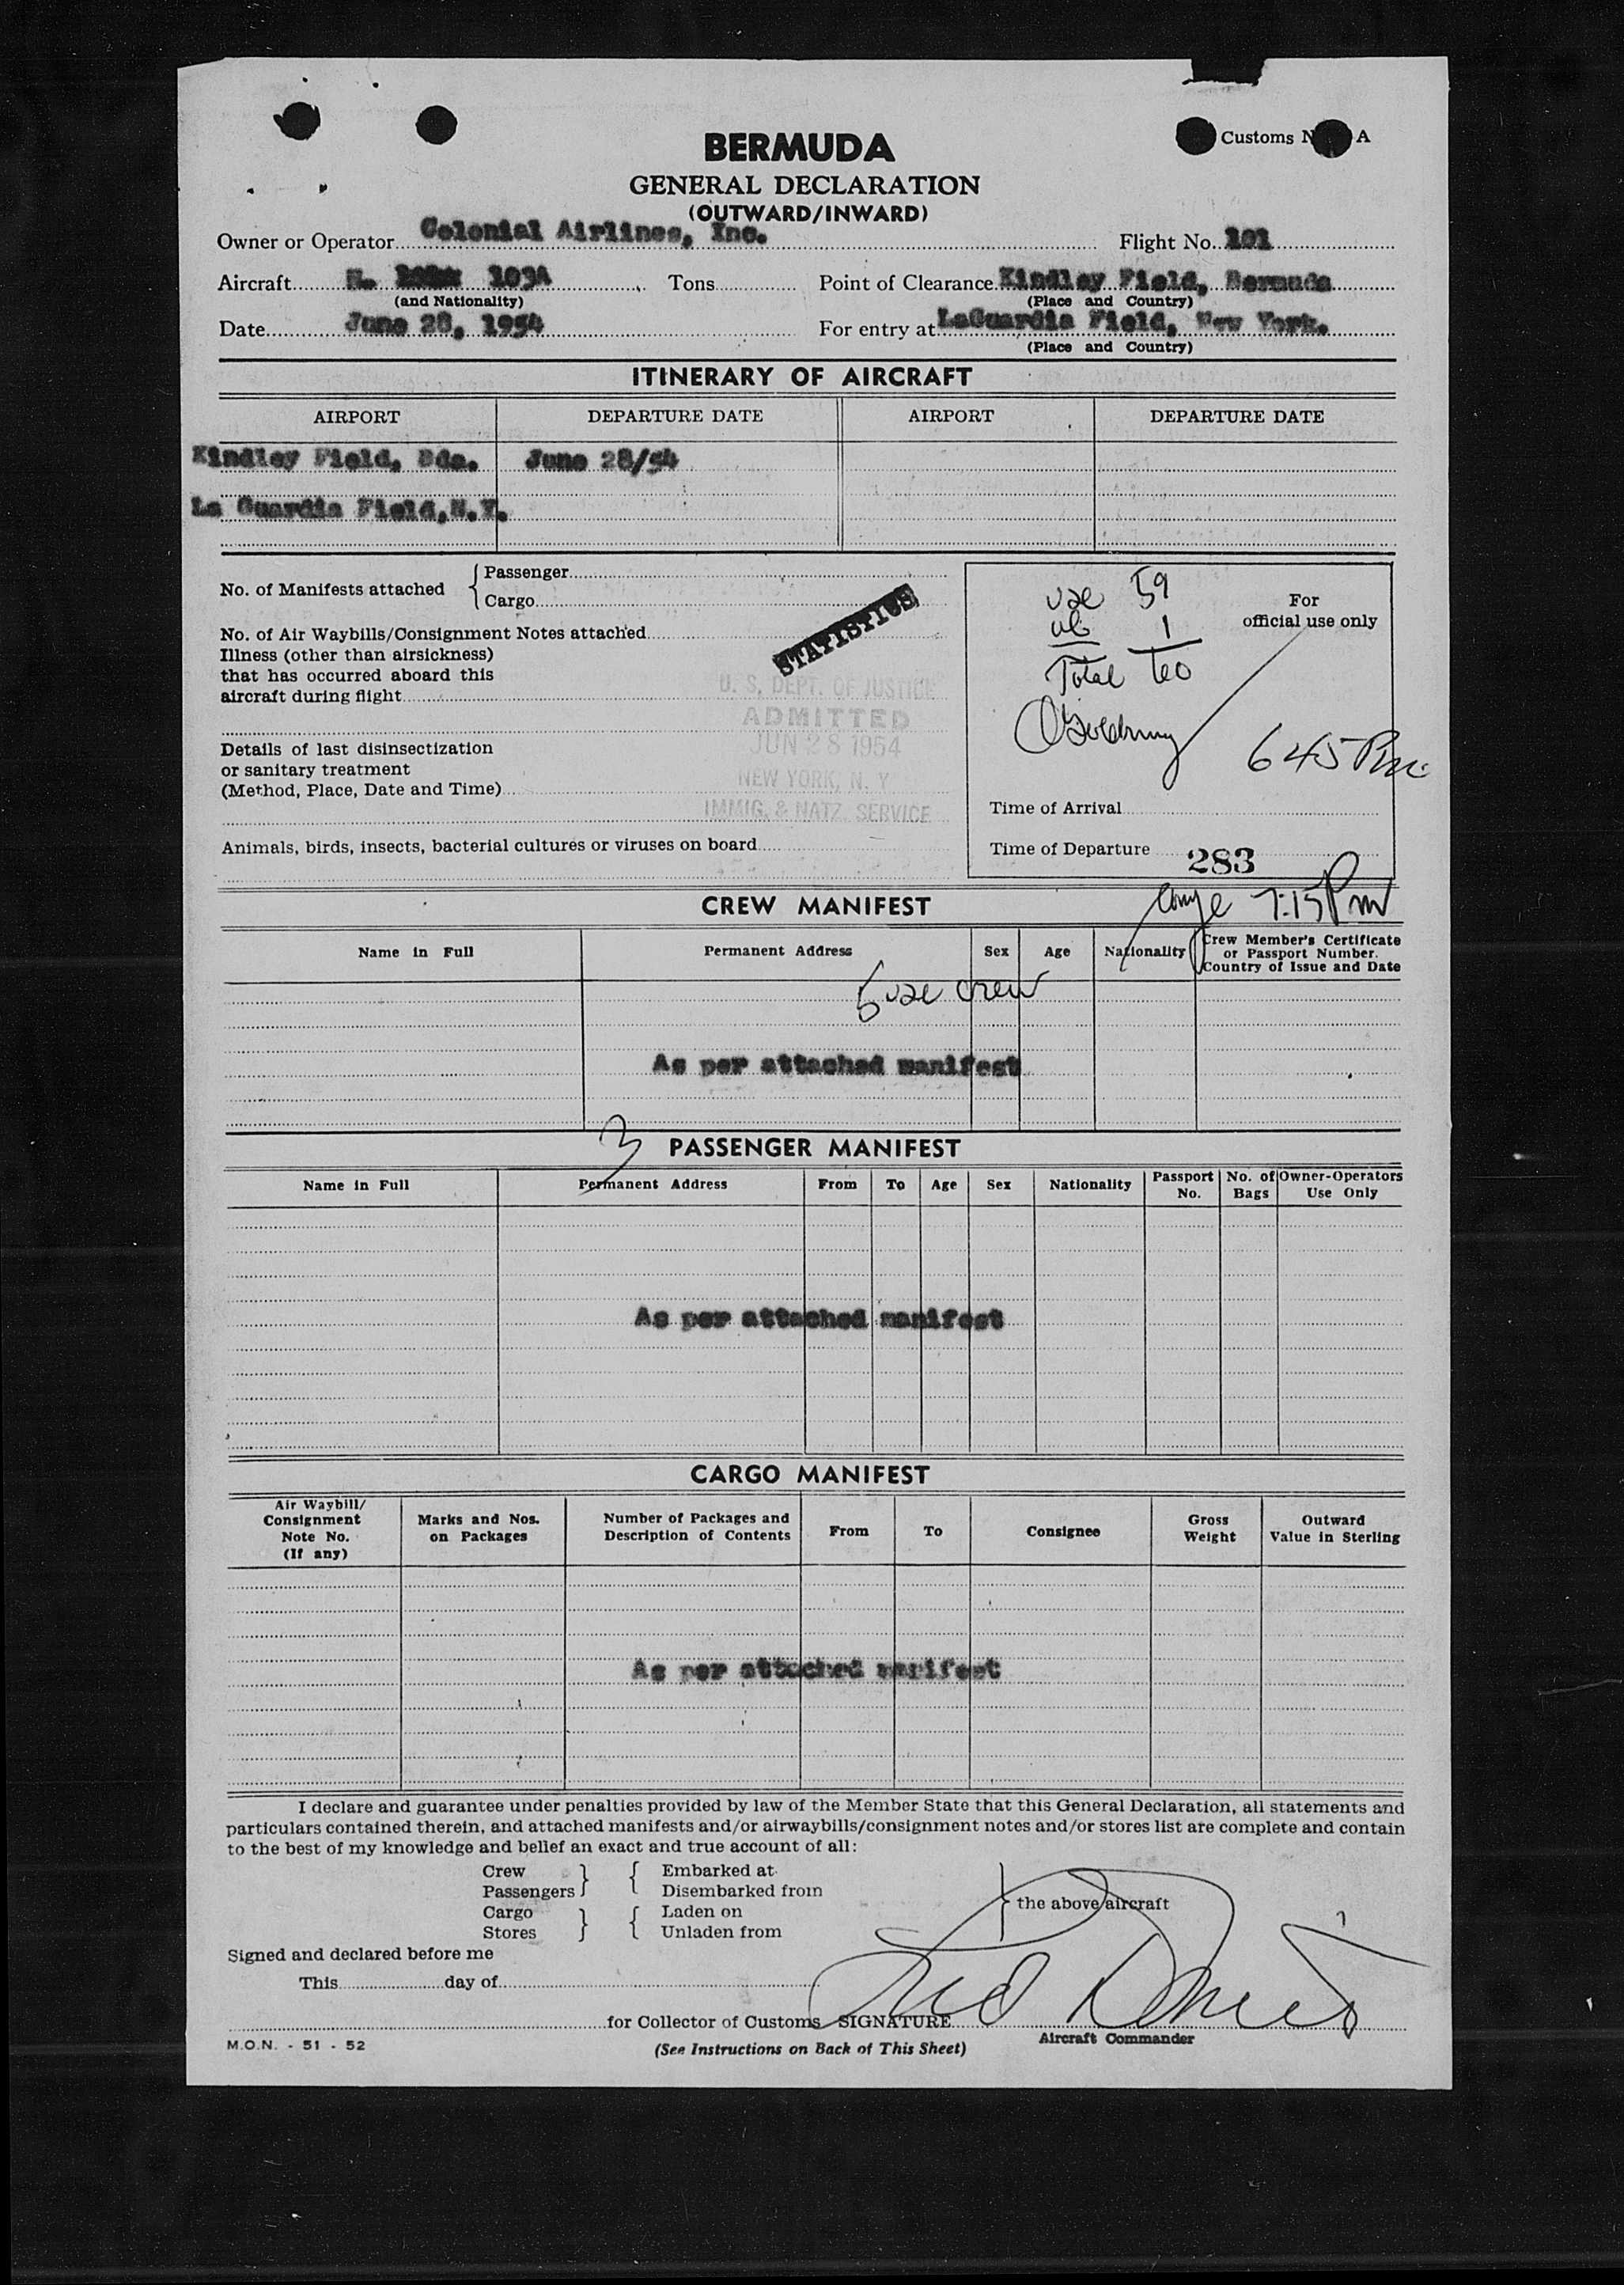 Customs N A
BERMUDA
GENERAL DECLARATION
(OUTWARD/INWARD)
Owner or Operator Colonial Airlines, Inc. Flight No. 101
Aircraft N. 103A Tons Point of Clearance Kindley Field, Bermuda
(and Nationality) (Place and Country)
Date June 28, 1954 For entry at LaGuardia Field, New York.
(Place and Country)
ITINERARY OF AIRCRAFT
AIRPORT DEPARTURE DATE AIRPORT DEPARTURE DATE
Kindley Field, Bda. June 28/54
La Guardia Field, N.Y.
No. of Manifests attached { Passenger
Cargo
No. of Air Waybills/Consignment Notes attached
Illness (other than airsickness)
that has occurred aboard this
aircraft during flight
Details of last disinsectization
or sanitary treatment
(Method, Place, Date and Time)
Animals, birds, insects, bacterial cultures or viruses on board
STATISTICS
U. S. DEPT. OF JUSTICE
ADMITTED
JUN 28 1954
NEW YORK, N. Y.
IMMIG. & NATZ. SERVICE
usc 59
1
Total 60
For
official use only
645 Pm
Time of Arrival
Time of Departure
283
7:15 Pm
CREW MANIFEST
Name in Full Permanent Address Sex Age Nationality Crew Member's Certificate
or Passport Number.
Country of Issue and Date
5 usc crew
As per attached manifest
3
PASSENGER MANIFEST
Name in Full Permanent Address From To Age Sex Nationality Passport No. No. of Bags Owner-Operators Use Only
As per attached manifest
CARGO MANIFEST
Air Waybill/
Consignment
Note No.
(If any)
Marks and Nos.
on Packages
Number of Packages and
Description of Contents
From To Consignee
Gross
Weight
Outward
Value in Sterling
As per attached manifest
I declare and guarantee under penalties provided by law of the Member State that this General Declaration, all statements and
particulars contained therein, and attached manifests and/or airwaybills/consignment notes and/or stores list are complete and contain
to the best of my knowledge and belief an exact and true account of all:
Crew } { Embarked at
Passengers Disembarked from
} the above aircraft
Cargo } { Laden on
Stores Unladen from
Signed and declared before me
This day of
for Collector of Customs SIGNATURE
Aircraft Commander
M.O.N. - 51 - 52
(See Instructions on Back of This Sheet)